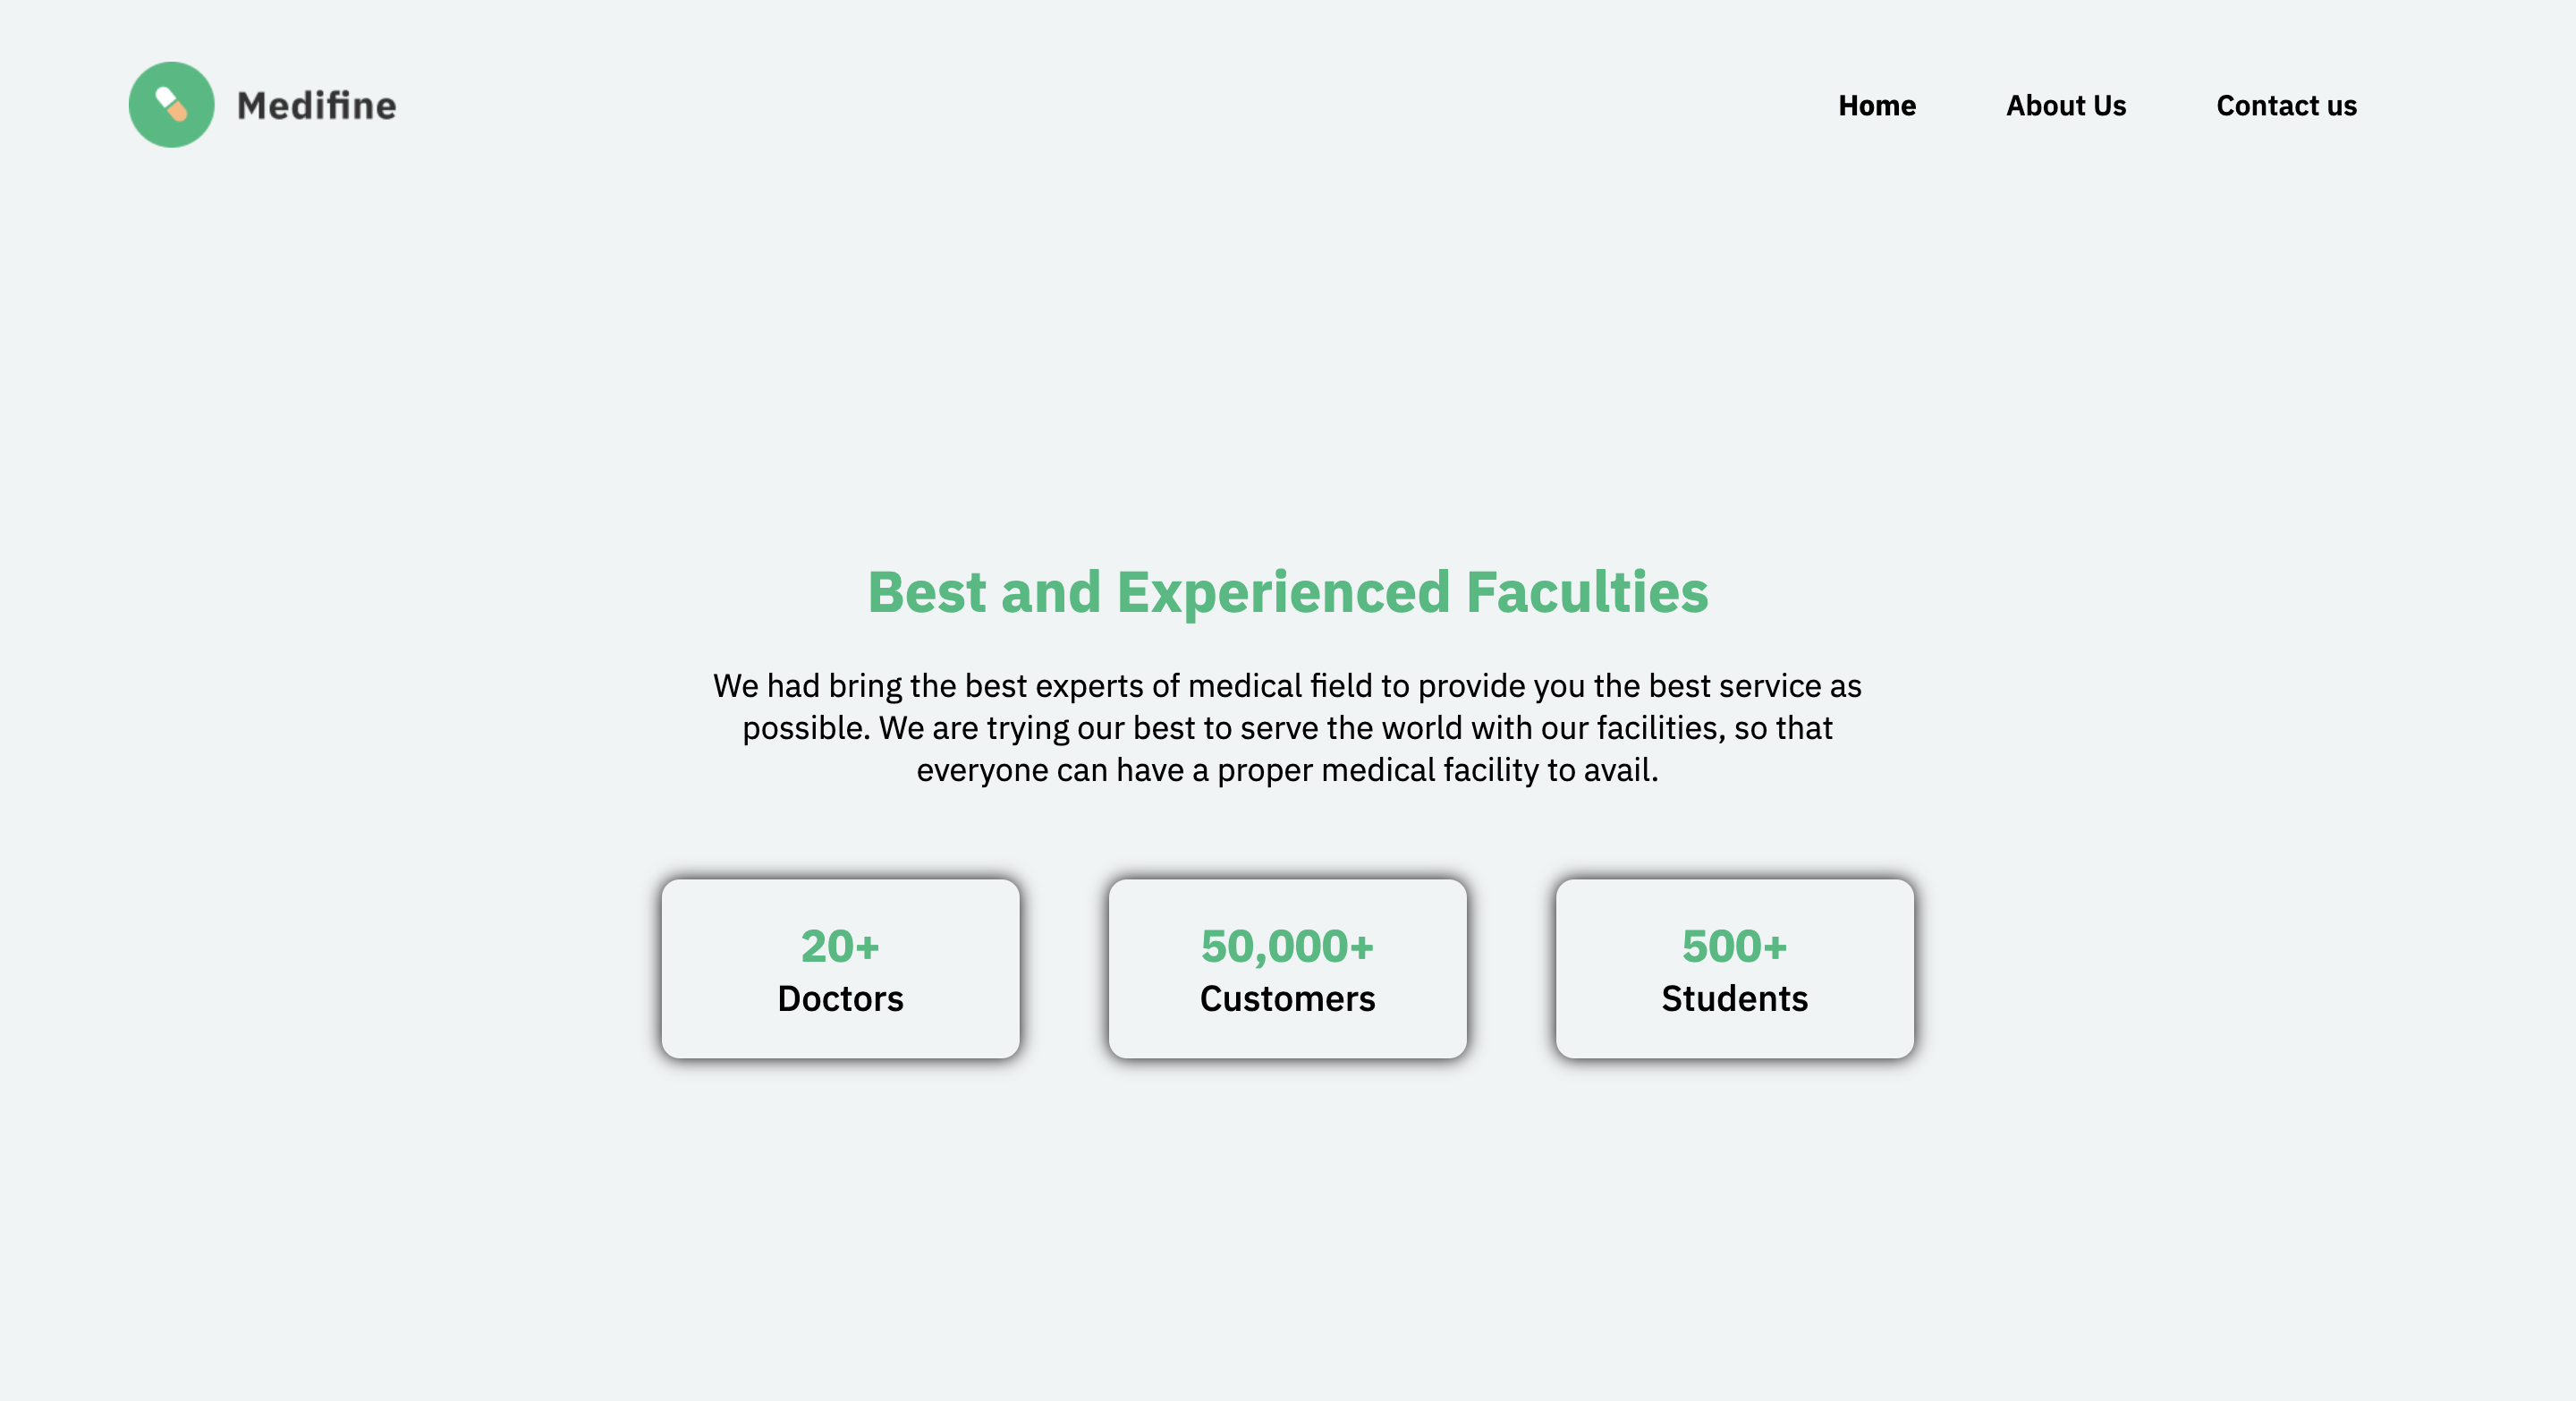 Medifine
Home
About Us
Contact us
Best and Experienced Faculties
We had bring the best experts of medical field to provide you the best service as
possible. We are trying our best to serve the world with our facilities, so that
everyone can have a proper medical facility to avail.
20+
Doctors
50,000+
Customers
500+
Students